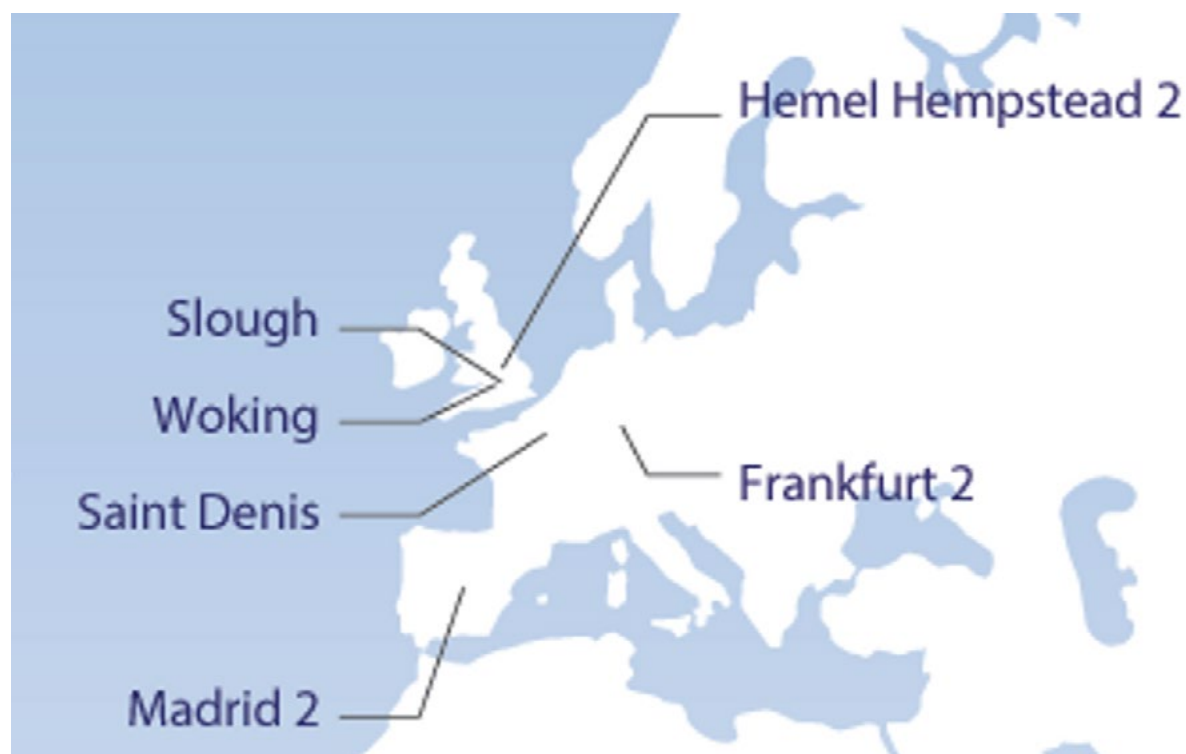 Hemel Hempstead 2
Slough
Woking
Saint Denis
Frankfurt 2
Madrid 2